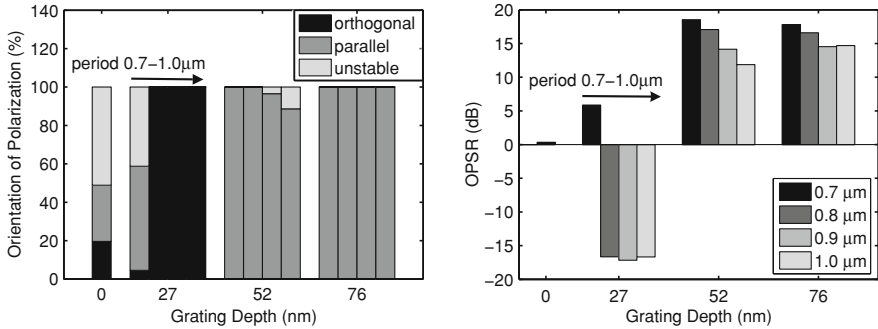 140
120
100
80
60
40
20
0
Orientation of Polarization (%)
period 0.7–1.0μm
orthogonal
parallel
unstable
0 27 52 76
Grating Depth (nm)
20
15
10
5
0
−5
−10
−15
−20
OPSR (dB)
period 0.7–1.0μm
0.7 μm
0.8 μm
0.9 μm
1.0 μm
0 27 52 76
Grating Depth (nm)